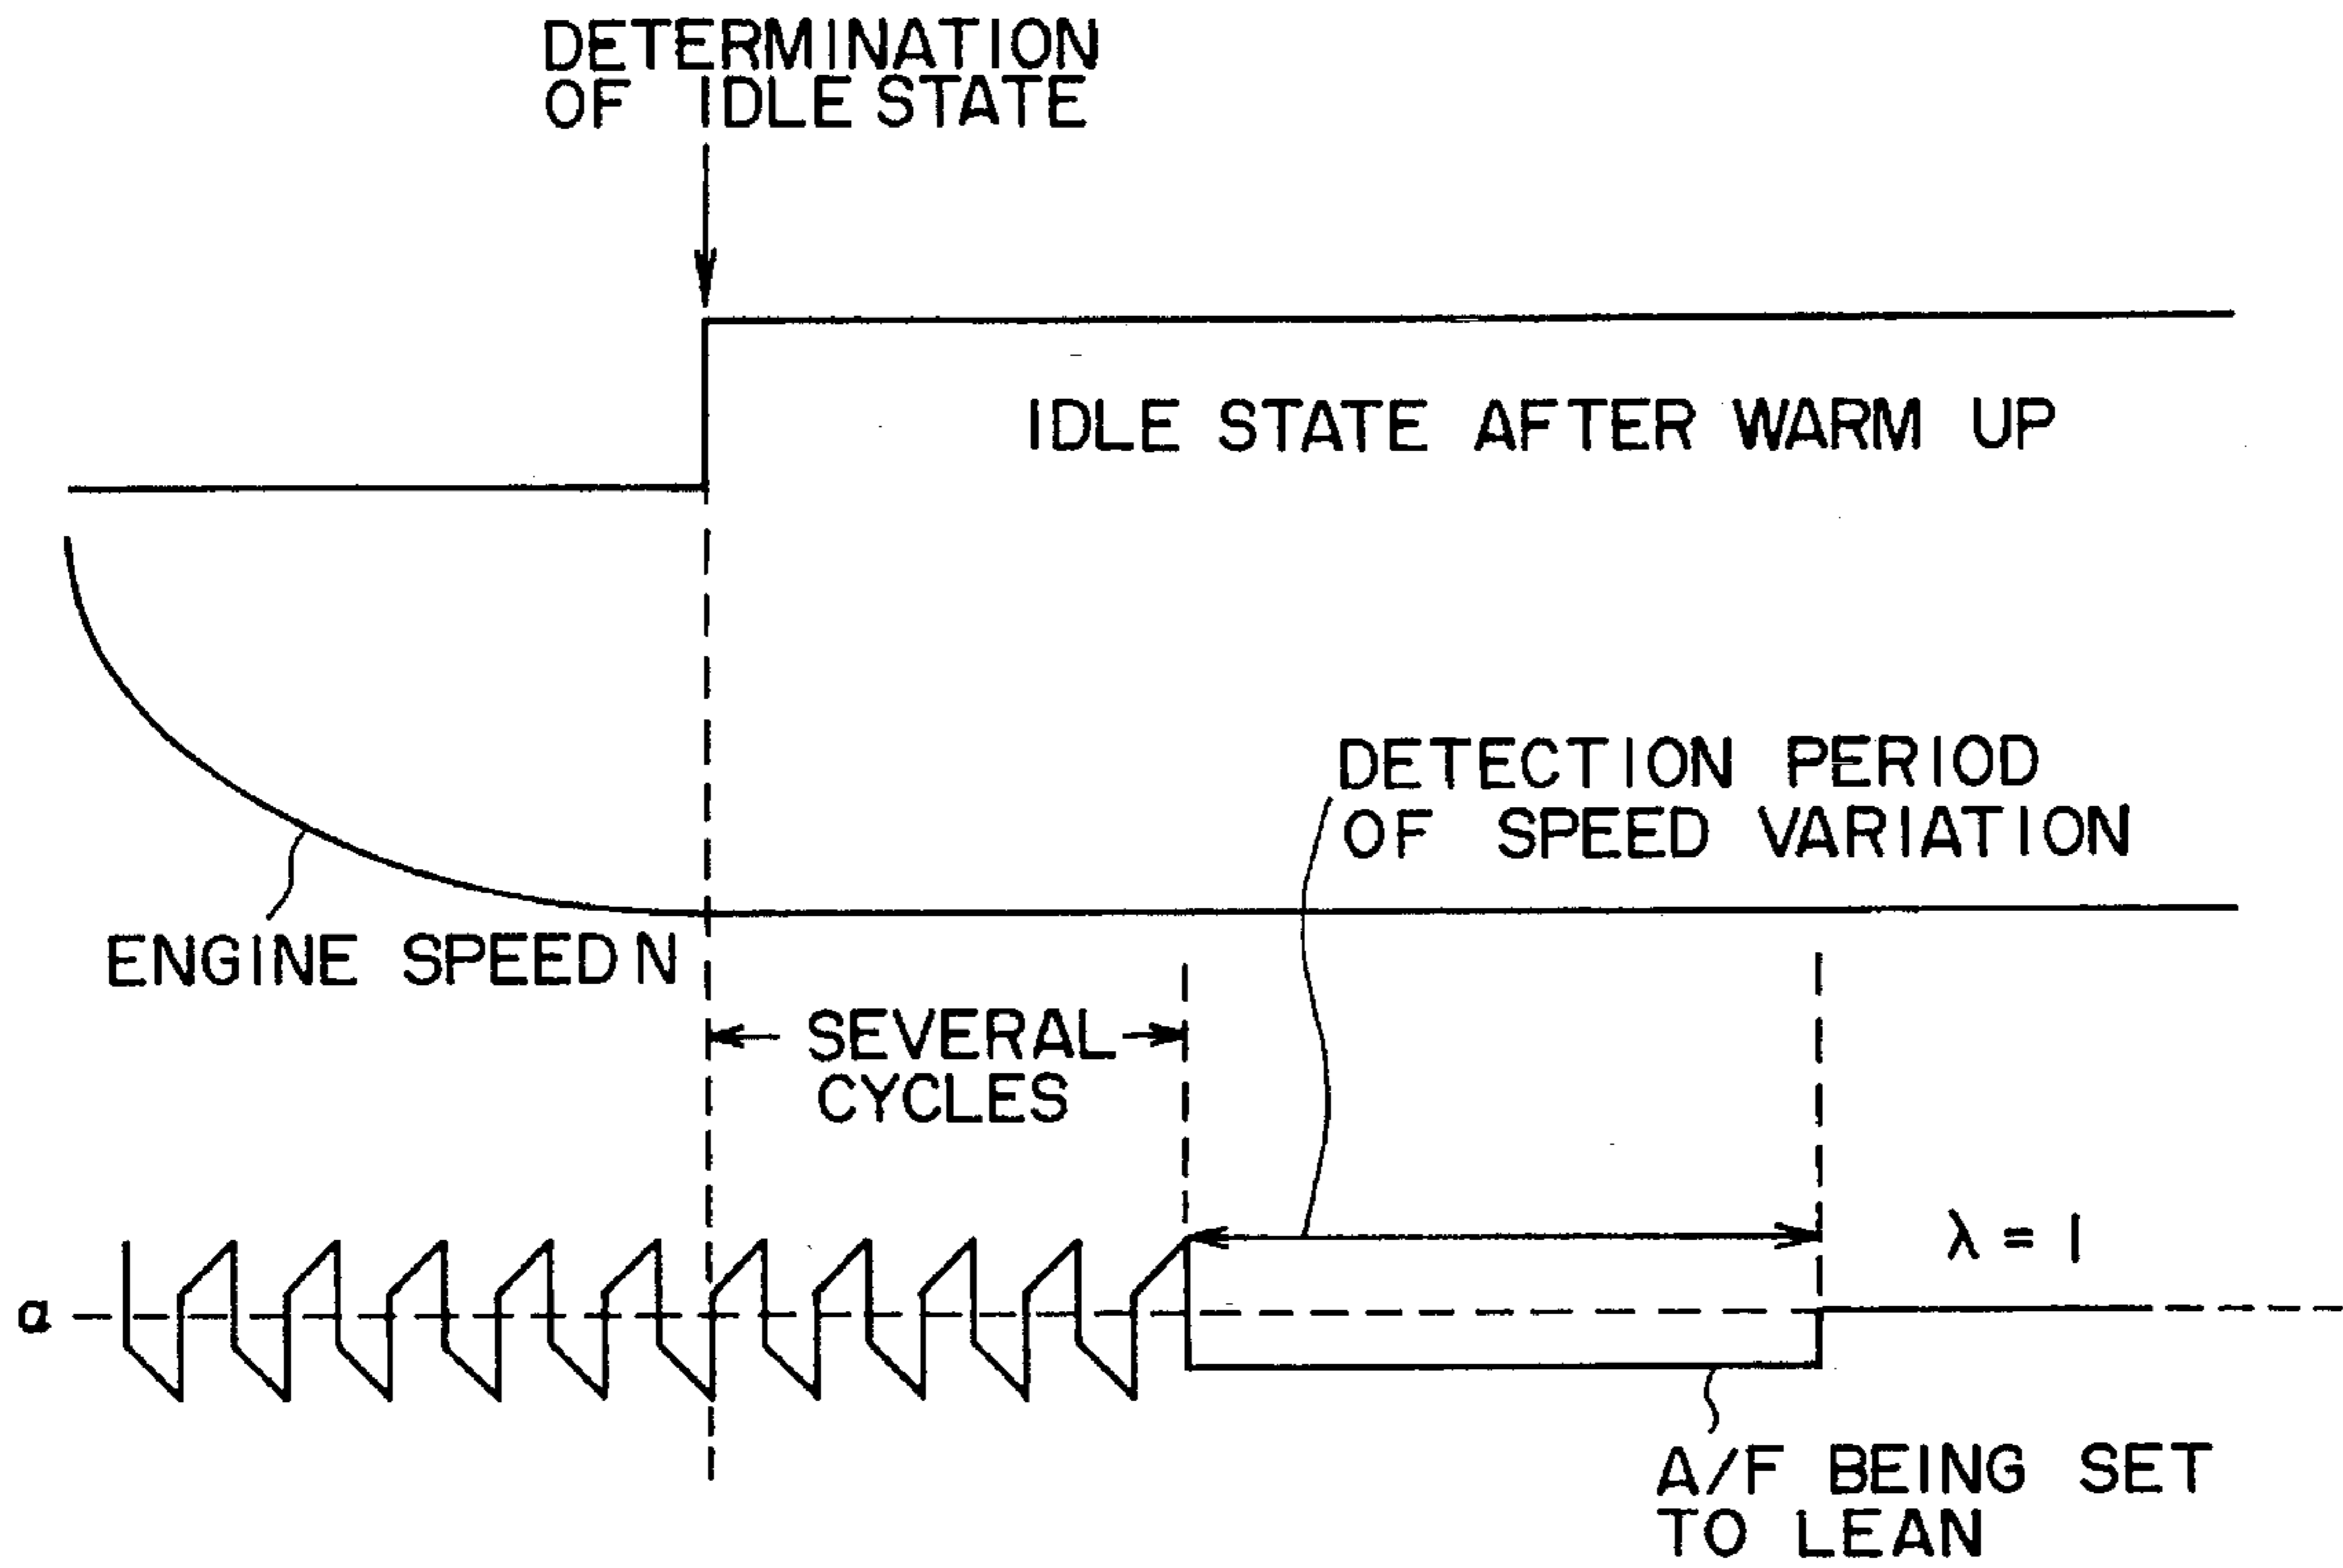 DETERMINATION
OF IDLE STATE
IDLE STATE AFTER WARM UP
DETECTION PERIOD
OF SPEED VARIATION
ENGINE SPEED N
SEVERAL
CYCLES
λ = 1
α
A/F BEING SET
TO LEAN